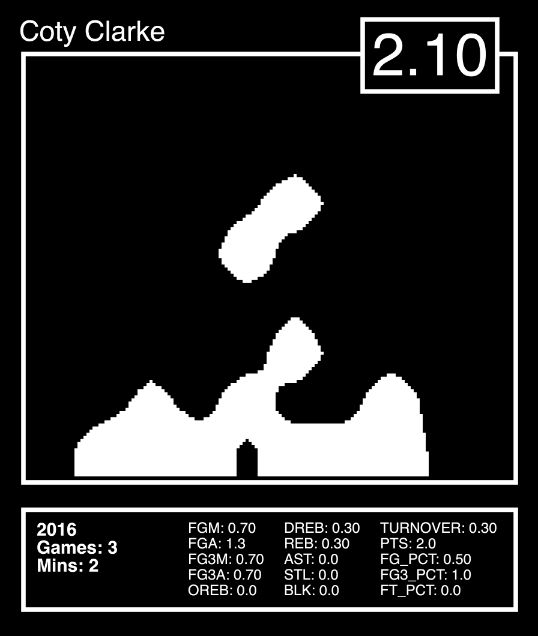 Coty Clarke
2.10
2016
Games: 3
Mins: 2
FGM: 0.70
FGA: 1.3
FG3M: 0.70
FG3A: 0.70
OREB: 0.0
DREB: 0.30
REB: 0.30
AST: 0.0
STL: 0.0
BLK: 0.0
TURNOVER: 0.30
PTS: 2.0
FG_PCT: 0.50
FG3_PCT: 1.0
FT_PCT: 0.0